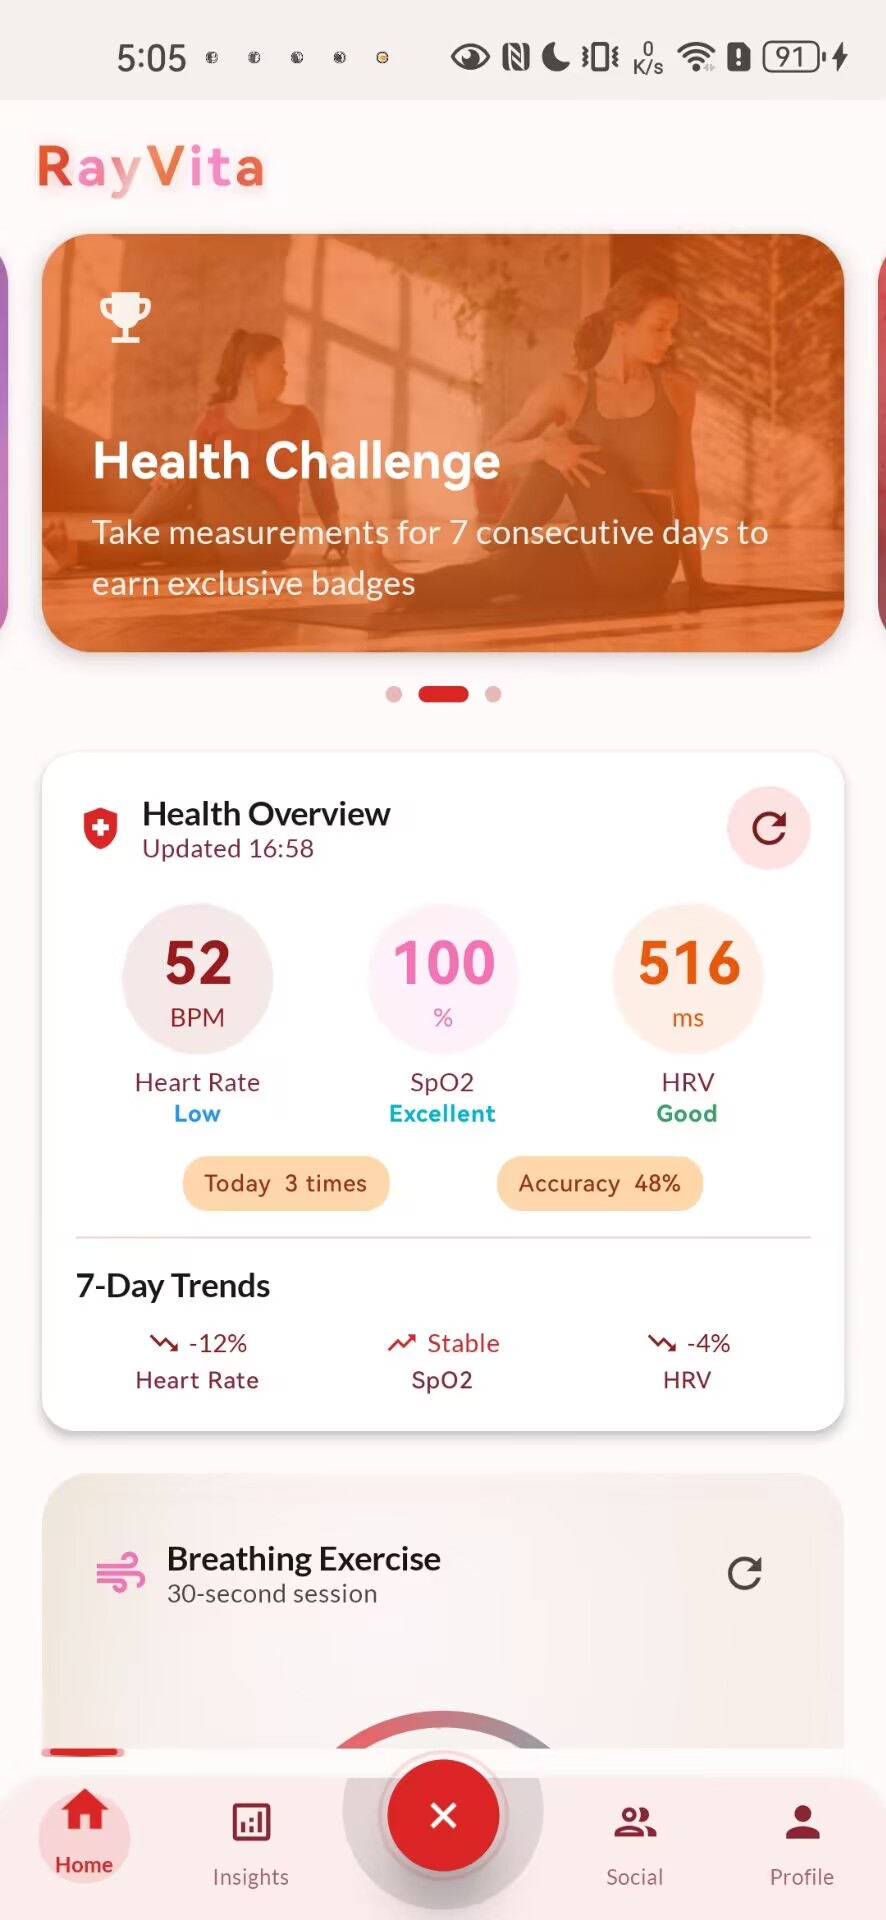 5:05
0
K/s
91
RayVita
Health Challenge
Take measurements for 7 consecutive days to
earn exclusive badges
Health Overview
Updated 16:58
52
BPM
Heart Rate
Low
100
%
SpO2
Excellent
516
ms
HRV
Good
Today 3 times
Accuracy 48%
7-Day Trends
-12%
Heart Rate
Stable
SpO2
-4%
HRV
Breathing Exercise
30-second session
Home
Insights
Social
Profile